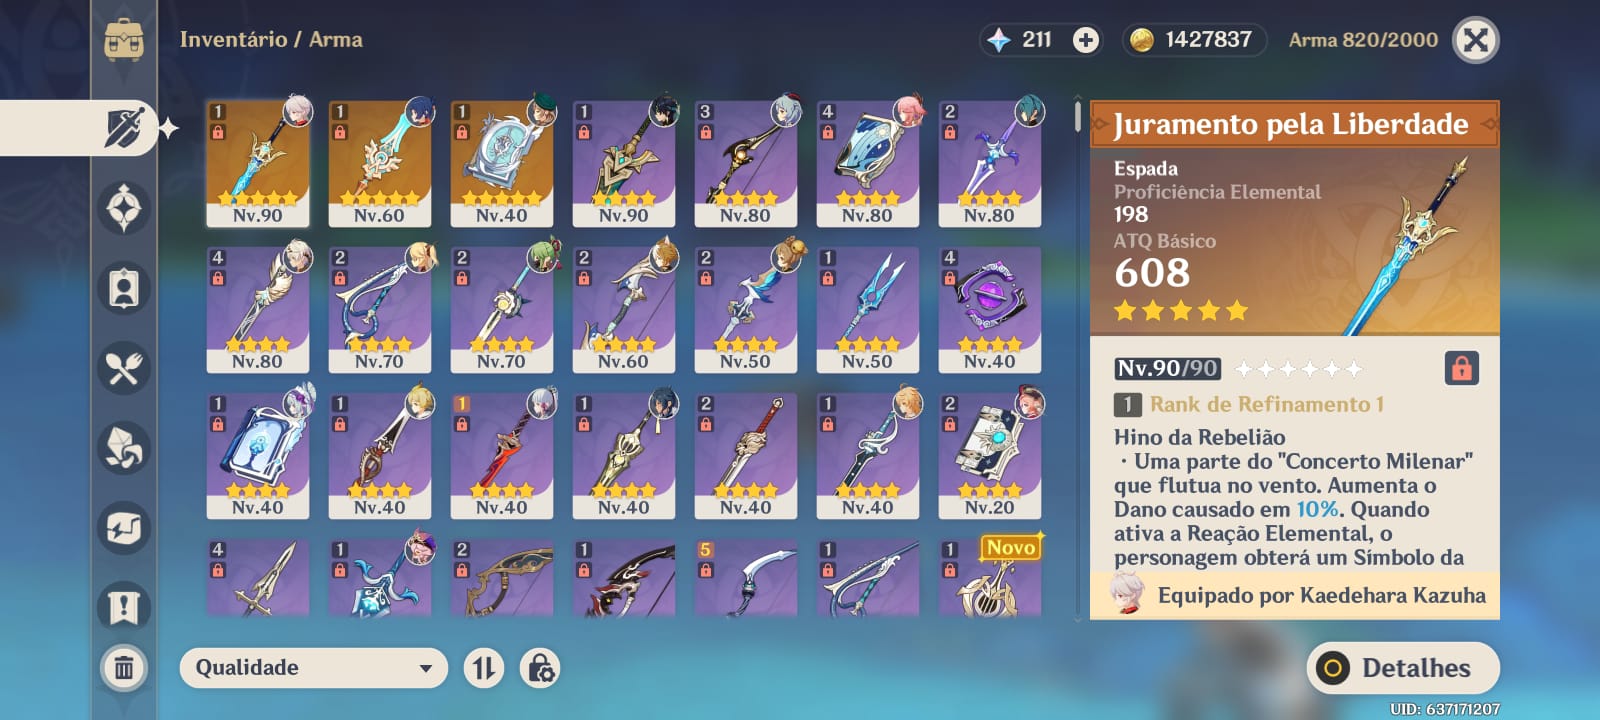 Inventário / Arma
211
1427837
Arma 820/2000
1 1 1 1 3 4 2
Nv.90 Nv.60 Nv.40 Nv.90 Nv.80 Nv.80 Nv.80
4 2 2 2 2 1 4
Nv.80 Nv.70 Nv.70 Nv.60 Nv.50 Nv.50 Nv.40
1 1 1 1 2 1 2
Nv.40 Nv.40 Nv.40 Nv.40 Nv.40 Nv.40 Nv.20
4 1 2 1 5 1 1 Novo
Juramento pela Liberdade
Espada
Proficiência Elemental
198
ATQ Básico
608
Nv.90/90
1 Rank de Refinamento 1
Hino da Rebelião
· Uma parte do "Concerto Milenar"
que flutua no vento. Aumenta o
Dano causado em 10%. Quando
ativa a Reação Elemental, o
personagem obterá um Símbolo da
Equipado por Kaedehara Kazuha
Qualidade
Detalhes
UID: 637171207